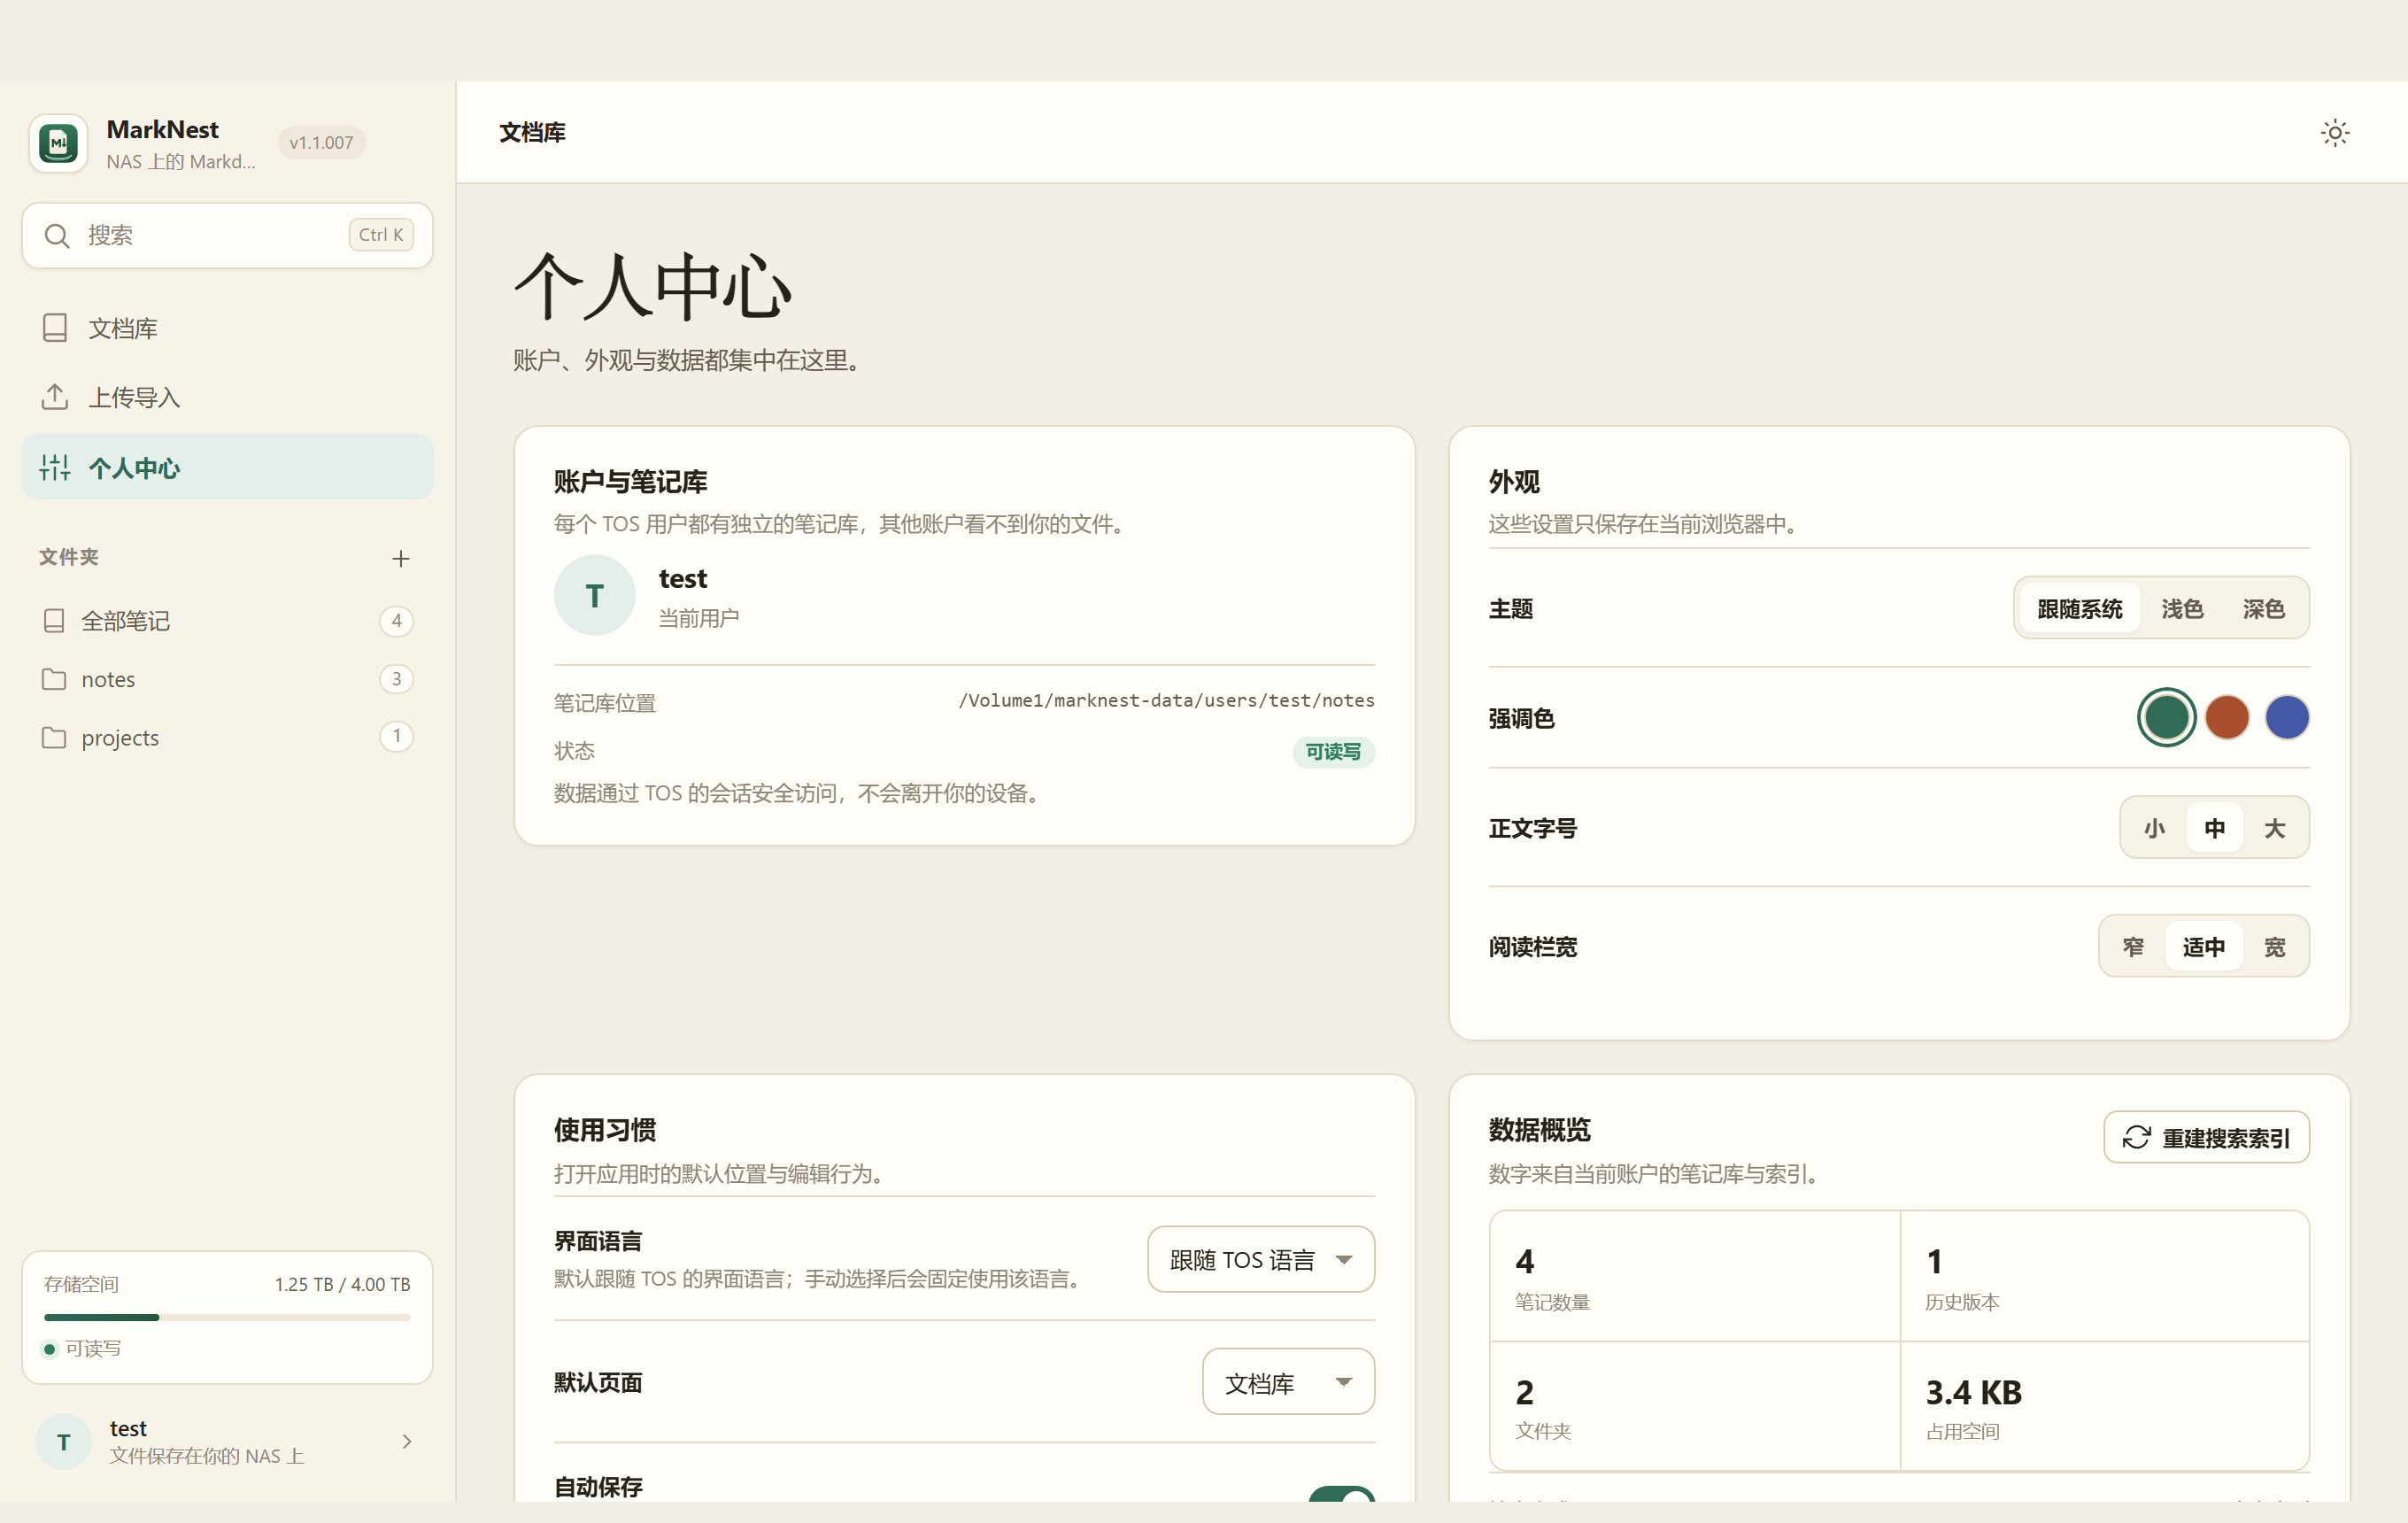 MarkNest
v1.1.007
NAS 上的 Markd...
搜索
Ctrl K
文档库
上传导入
个人中心
文件夹
全部笔记
4
notes
3
projects
1
存储空间
1.25 TB / 4.00 TB
可读写
T
test
文件保存在你的 NAS 上
文档库
个人中心
账户、外观与数据都集中在这里。
账户与笔记库
每个 TOS 用户都有独立的笔记库，其他账户看不到你的文件。
T
test
当前用户
笔记库位置
/Volume1/marknest-data/users/test/notes
状态
可读写
数据通过 TOS 的会话安全访问，不会离开你的设备。
外观
这些设置只保存在当前浏览器中。
主题
跟随系统
浅色
深色
强调色
正文字号
小
中
大
阅读栏宽
窄
适中
宽
使用习惯
打开应用时的默认位置与编辑行为。
界面语言
默认跟随 TOS 的界面语言；手动选择后会固定使用该语言。
跟随 TOS 语言
默认页面
文档库
自动保存
数据概览
数字来自当前账户的笔记库与索引。
重建搜索索引
4
笔记数量
1
历史版本
2
文件夹
3.4 KB
占用空间